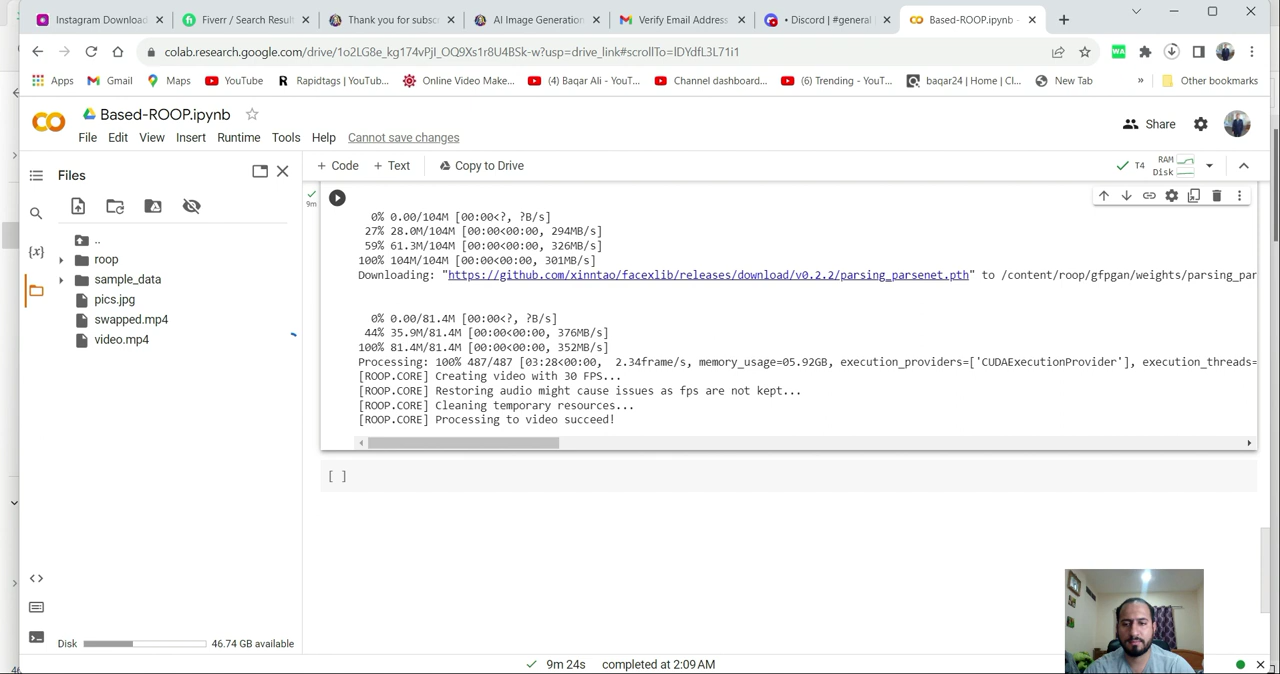 Instagram Download
Fiverr / Search Result
Thank you for subsc
AI Image Generation
Verify Email Address
• Discord | #general |
Based-ROOP.ipynb -
colab.research.google.com/drive/1o2LG8e_kg174vPjI_OQ9Xs1r8U4BSk-w?usp=drive_link#scrollTo=IDYdfL3L71i1
Apps
Gmail
Maps
YouTube
Rapidtags | YouTub...
Online Video Make...
(4) Baqar Ali - YouT...
Channel dashboard...
(6) Trending - YouT...
baqar24 | Home | Cl...
New Tab
»
Other bookmarks
Based-ROOP.ipynb
File Edit View Insert Runtime Tools Help Cannot save changes
Share
Files
+ Code + Text Copy to Drive
T4 RAM
Disk
{x}
..
roop
sample_data
pics.jpg
swapped.mp4
video.mp4
9m
0% 0.00/104M [00:00<?, ?B/s]
27% 28.0M/104M [00:00<00:00, 294MB/s]
59% 61.3M/104M [00:00<00:00, 326MB/s]
100% 104M/104M [00:00<00:00, 301MB/s]
Downloading: "https://github.com/xinntao/facexlib/releases/download/v0.2.2/parsing_parsenet.pth" to /content/roop/gfpgan/weights/parsing_par
0% 0.00/81.4M [00:00<?, ?B/s]
44% 35.9M/81.4M [00:00<00:00, 376MB/s]
100% 81.4M/81.4M [00:00<00:00, 352MB/s]
Processing: 100% 487/487 [03:28<00:00, 2.34frame/s, memory_usage=05.92GB, execution_providers=['CUDAExecutionProvider'], execution_threads=
[ROOP.CORE] Creating video with 30 FPS...
[ROOP.CORE] Restoring audio might cause issues as fps are not kept...
[ROOP.CORE] Cleaning temporary resources...
[ROOP.CORE] Processing to video succeed!
[ ]
Disk 46.74 GB available
9m 24s completed at 2:09 AM